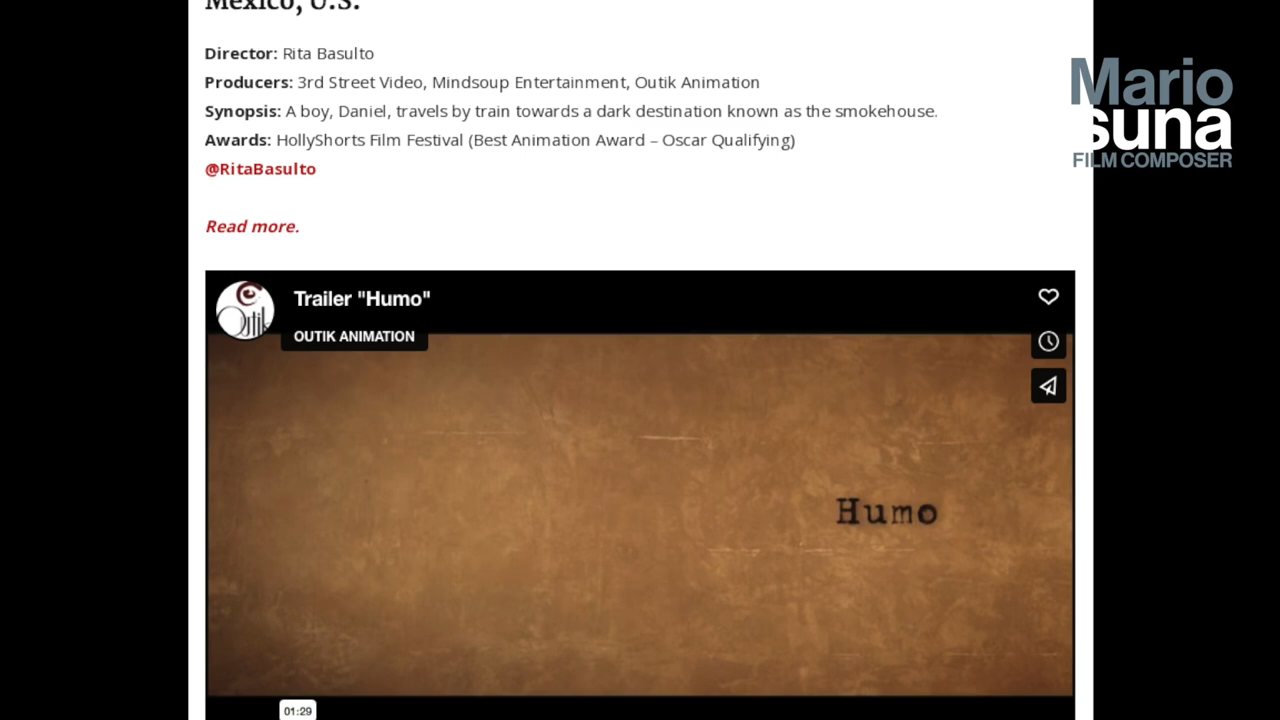 Mexico, U.S.
Director: Rita Basulto
Producers: 3rd Street Video, Mindsoup Entertainment, Outik Animation
Synopsis: A boy, Daniel, travels by train towards a dark destination known as the smokehouse.
Awards: HollyShorts Film Festival (Best Animation Award – Oscar Qualifying)
@RitaBasulto
Read more.
Mario
suna
FILM COMPOSER
Outik
Trailer "Humo"
OUTIK ANIMATION
Humo
01:29